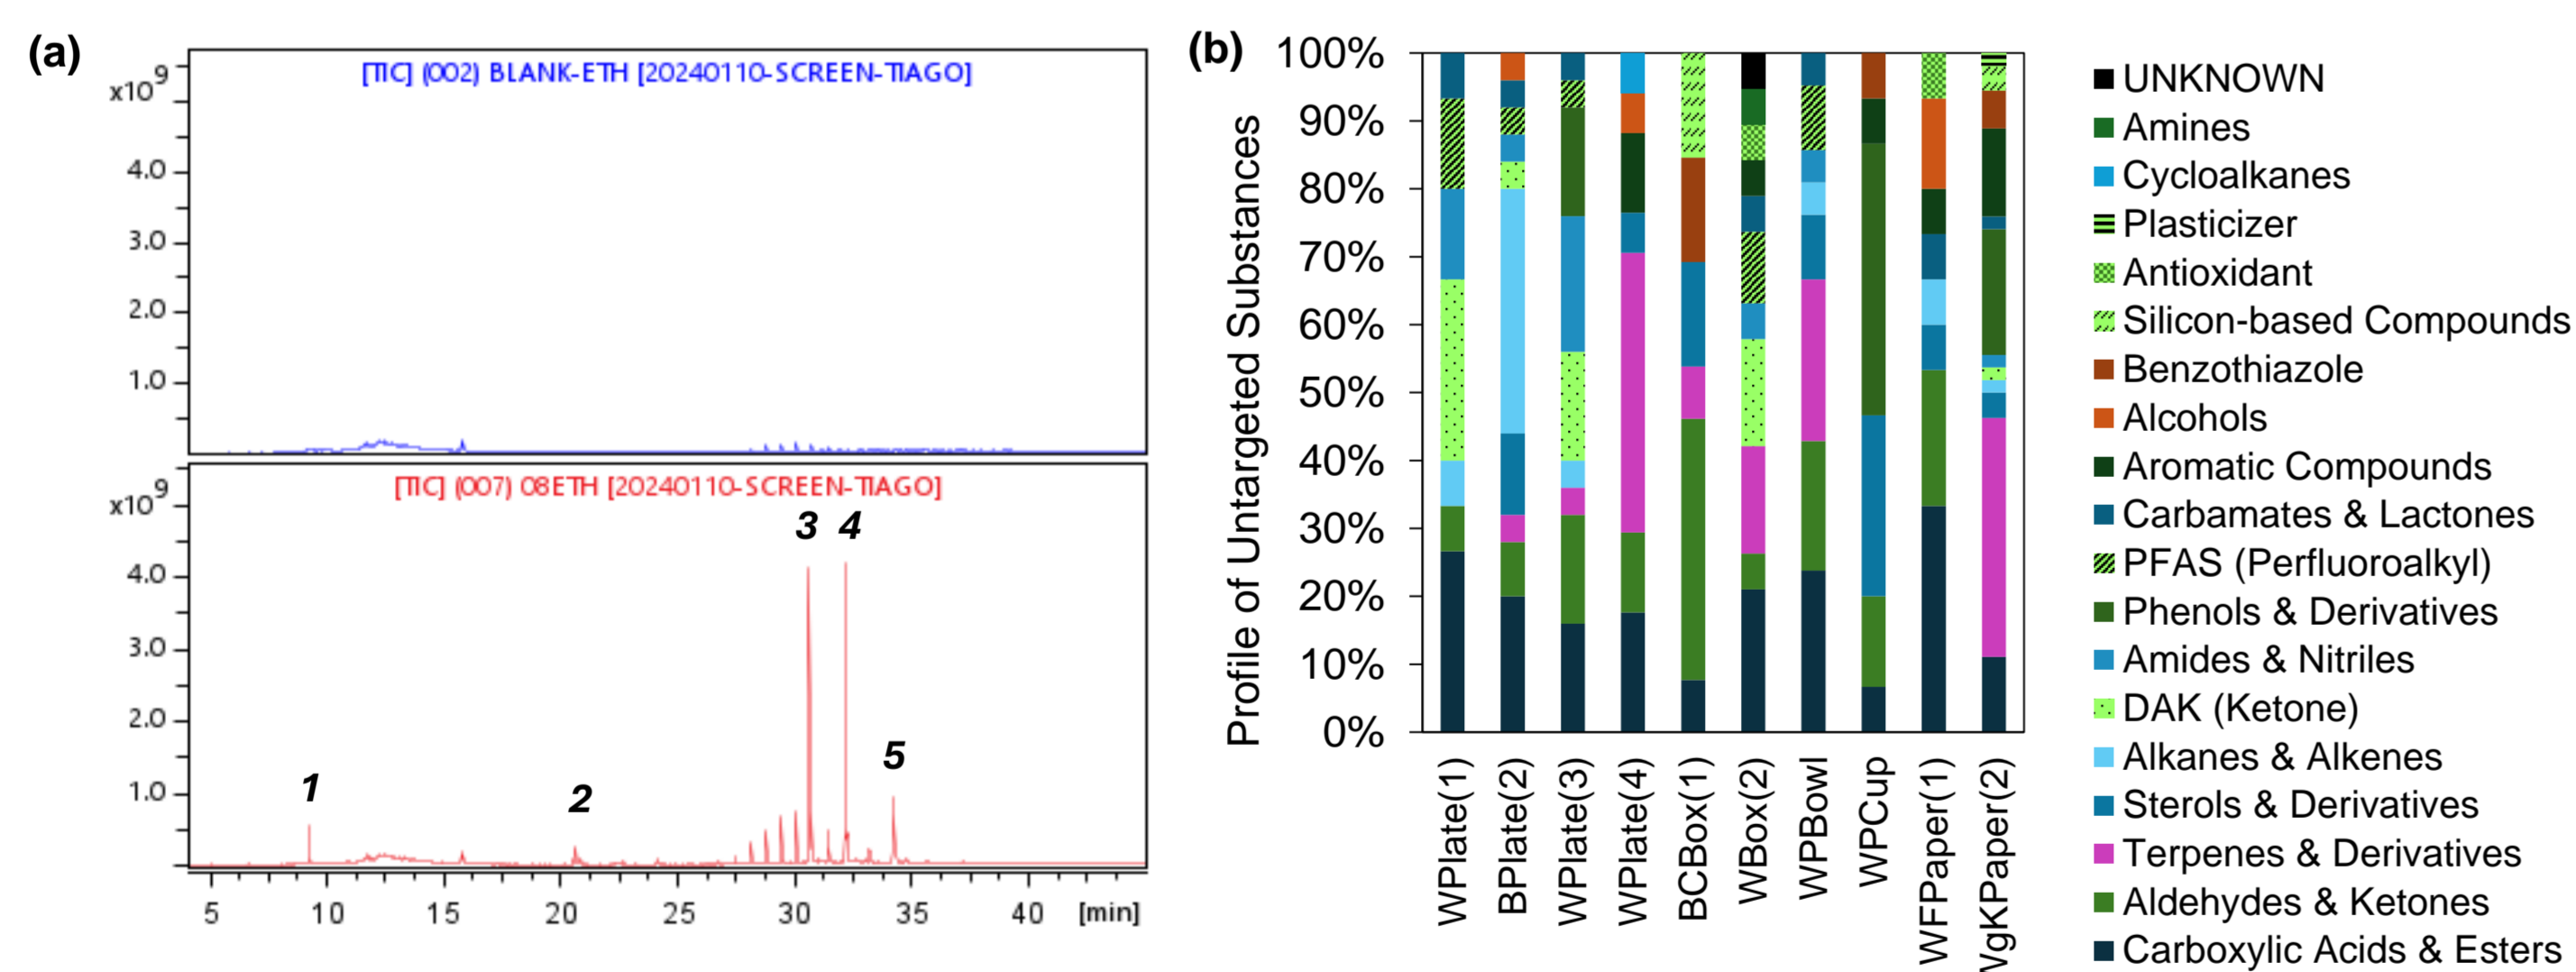 (a)
[TIC] (002) BLANK-ETH [20240110-SCREEN-TIAGO]
x10⁹
4.0
3.0
2.0
1.0
[TIC] (007) 08ETH [20240110-SCREEN-TIAGO]
x10⁹
3 4
4.0
3.0
2.0
5
1
2
1.0
5 10 15 20 25 30 35 40 [min]
(b)
Profile of Untargeted Substances
100%
90%
80%
70%
60%
50%
40%
30%
20%
10%
0%
WPlate(1)
BPlate(2)
WPlate(3)
WPlate(4)
BCBox(1)
WBox(2)
WPBowl
WPCup
WFPaper(1)
WgKPaper(2)
UNKNOWN
Amines
Cycloalkanes
Plasticizer
Antioxidant
Silicon-based Compounds
Benzothiazole
Alcohols
Aromatic Compounds
Carbamates & Lactones
PFAS (Perfluoroalkyl)
Phenols & Derivatives
Amides & Nitriles
DAK (Ketone)
Alkanes & Alkenes
Sterols & Derivatives
Terpenes & Derivatives
Aldehydes & Ketones
Carboxylic Acids & Esters